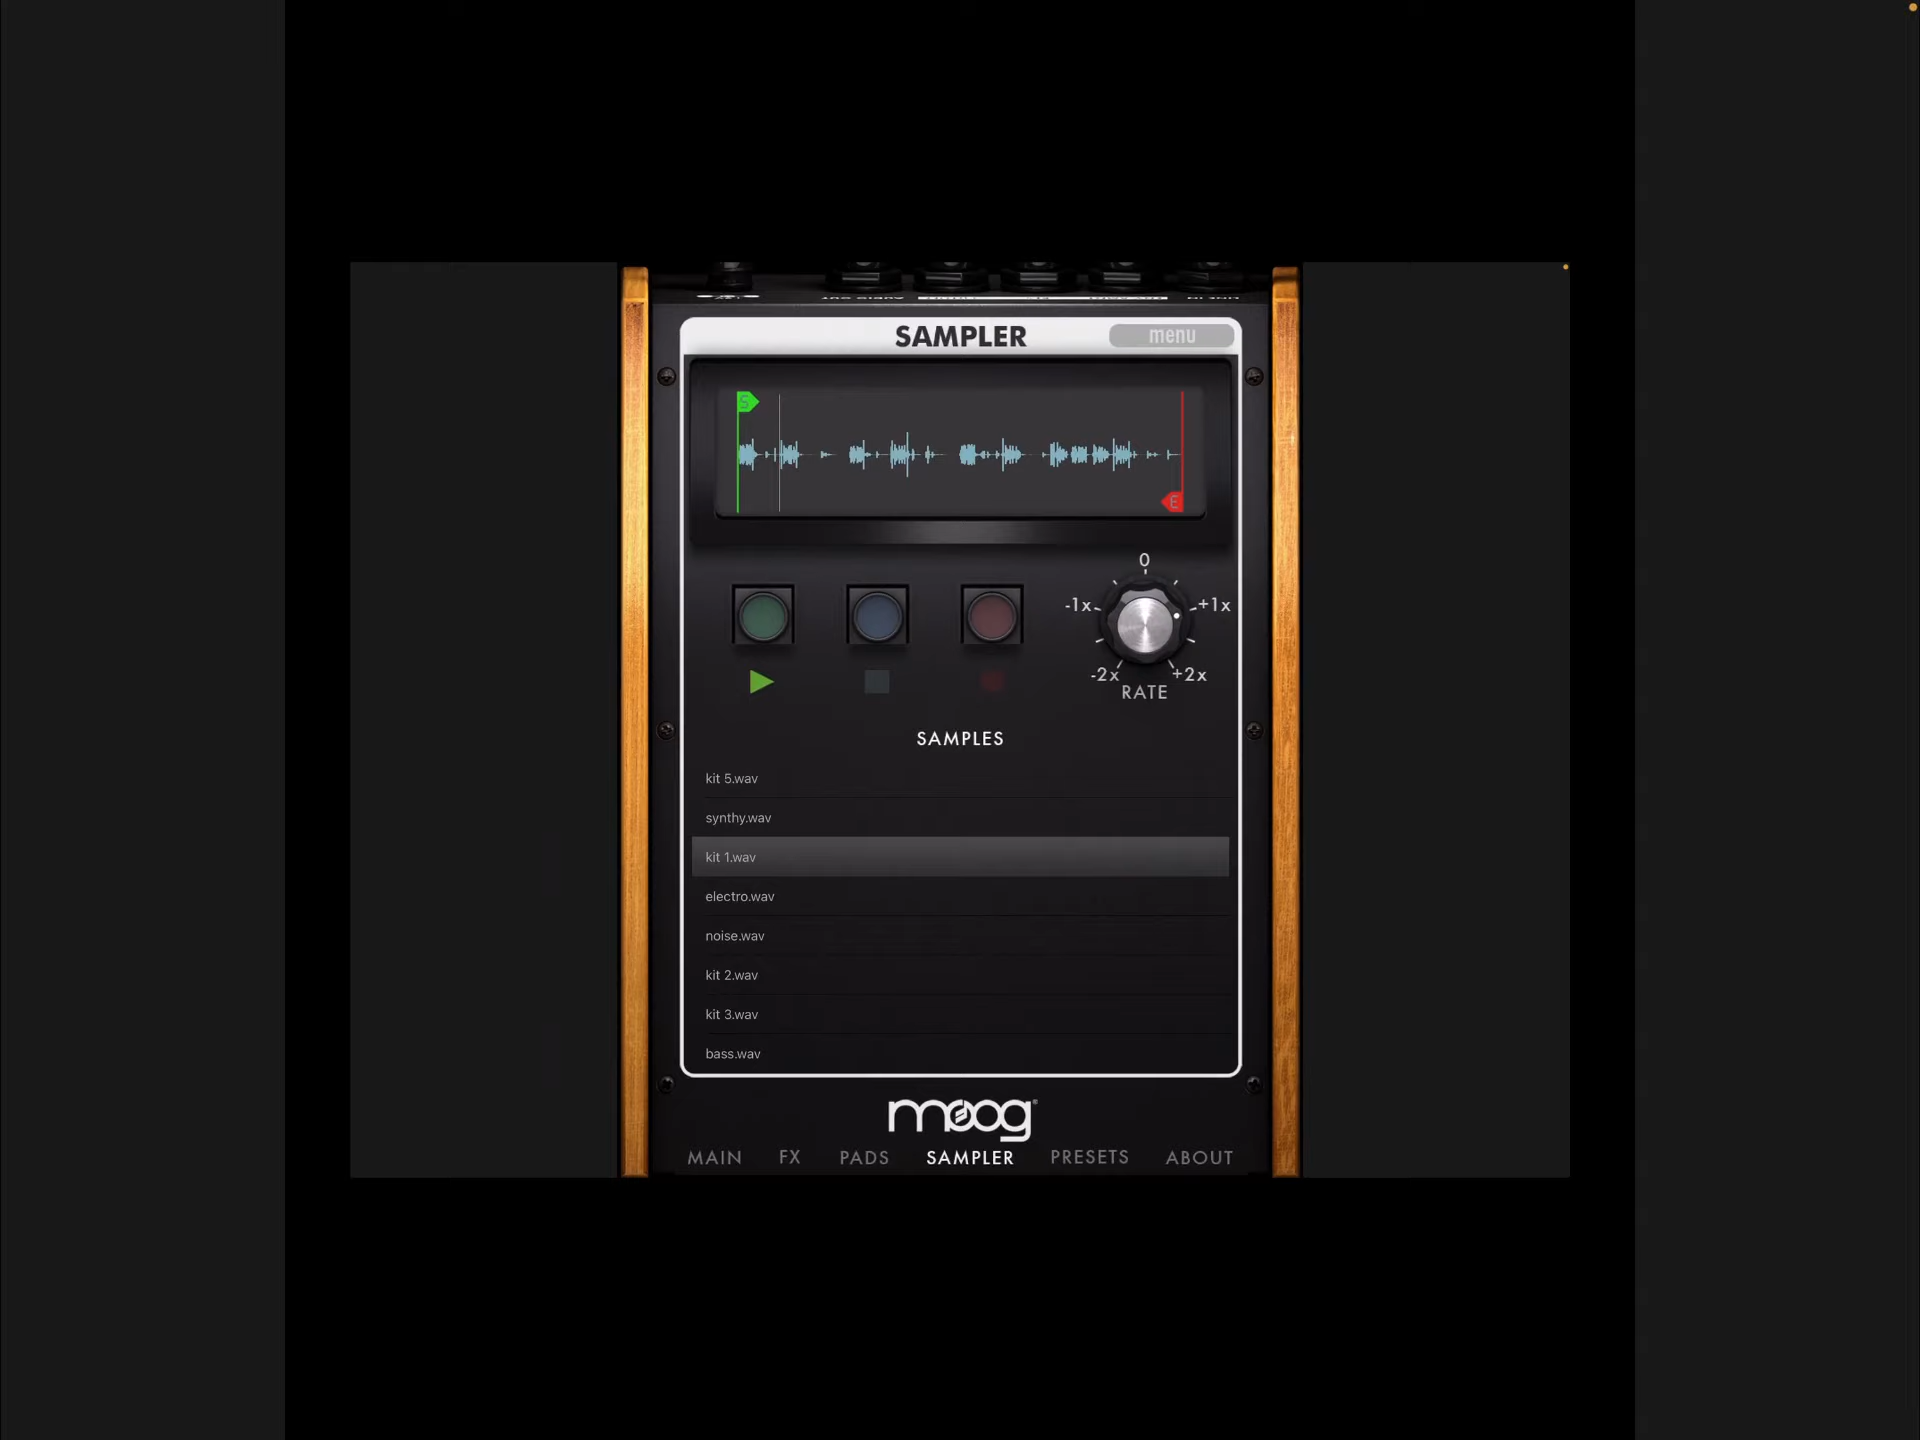 SAMPLER
menu
S
E
0
-1x
+1x
-2x
+2x
RATE
SAMPLES
kit 5.wav
synthy.wav
kit 1.wav
electro.wav
noise.wav
kit 2.wav
kit 3.wav
bass.wav
moog
MAIN FX PADS SAMPLER PRESETS ABOUT